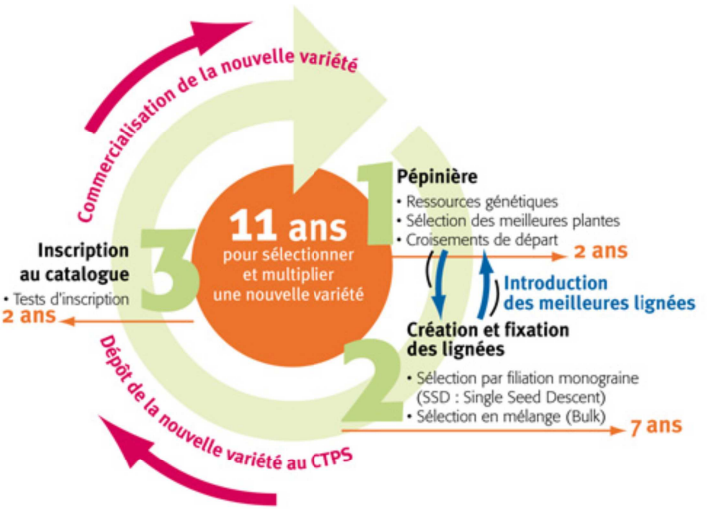 Commercialisation de la nouvelle variété
11 ans
pour sélectionner
et multiplier
une nouvelle variété
1
Pépinière
• Ressources génétiques
• Sélection des meilleures plantes
• Croisements de départ
2 ans
Introduction
des meilleures lignées
2
Création et fixation
des lignées
• Sélection par filiation monograine
(SSD : Single Seed Descent)
• Sélection en mélange (Bulk)
7 ans
Dépôt de la nouvelle variété au CTPS
3
Inscription
au catalogue
• Tests d'inscription
2 ans